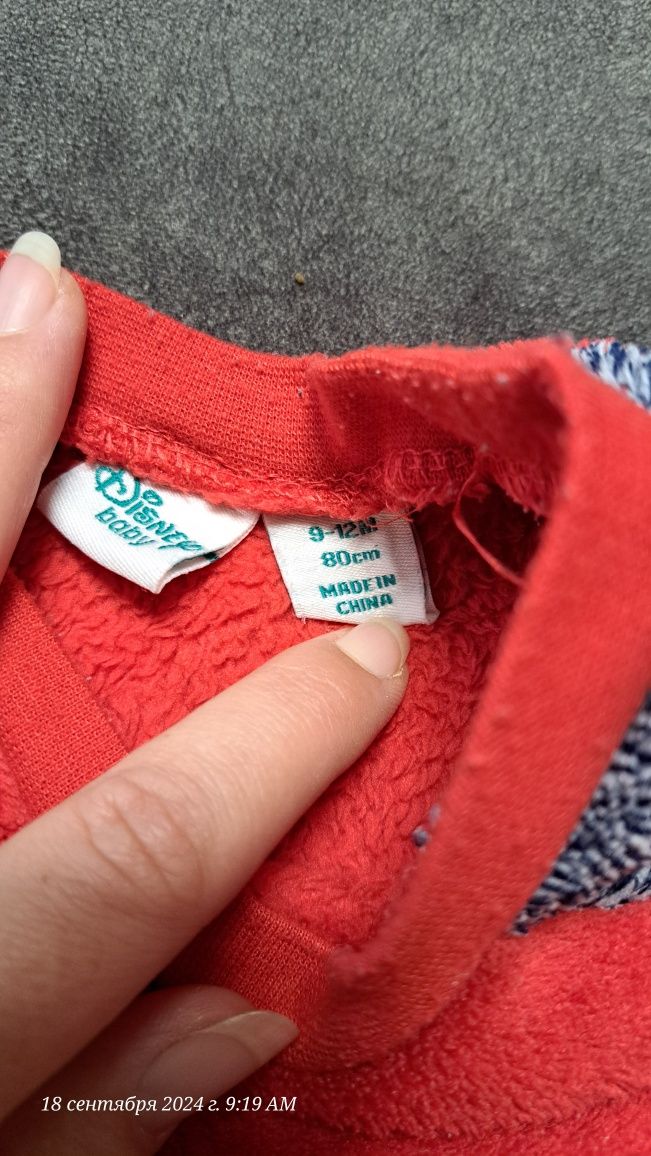 Disney
baby
9-12M
80cm
MADE IN
CHINA
18 сентября 2024 г. 9:19 AM